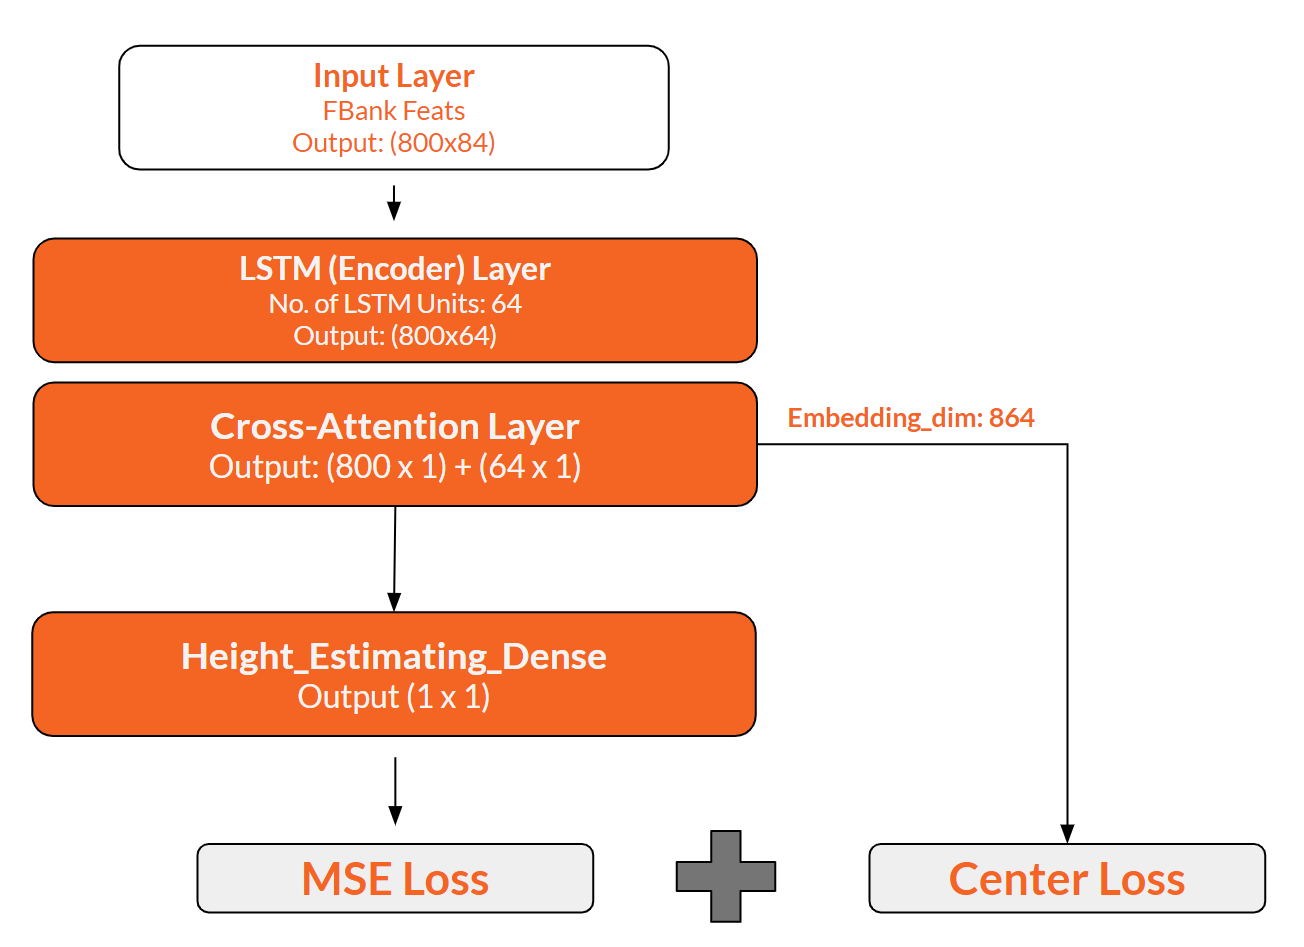 Input Layer
FBank Feats
Output: (800x84)
LSTM (Encoder) Layer
No. of LSTM Units: 64
Output: (800x64)
Cross-Attention Layer
Output: (800 x 1) + (64 x 1)
Embedding_dim: 864
Height_Estimating_Dense
Output (1 x 1)
MSE Loss
Center Loss